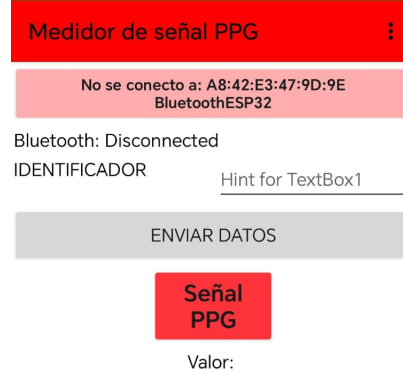 Medidor de señal PPG
No se conecto a: A8:42:E3:47:9D:9E
BluetoothESP32
Bluetooth: Disconnected
IDENTIFICADOR
Hint for TextBox1
ENVIAR DATOS
Señal
PPG
Valor: